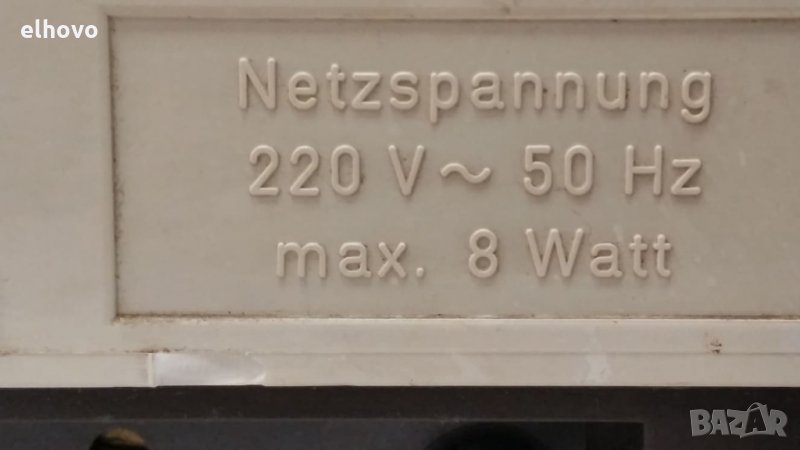 elhovo
Netzspannung
220 V ~ 50 Hz
max. 8 Watt
BAZAR